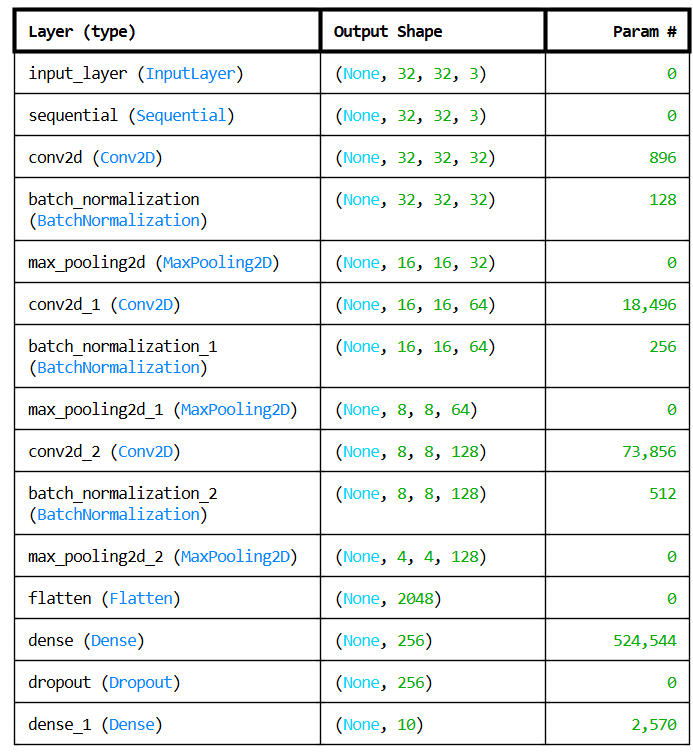 Layer (type) Output Shape Param #
input_layer (InputLayer) (None, 32, 32, 3) 0
sequential (Sequential) (None, 32, 32, 3) 0
conv2d (Conv2D) (None, 32, 32, 32) 896
batch_normalization (None, 32, 32, 32) 128
(BatchNormalization)
max_pooling2d (MaxPooling2D) (None, 16, 16, 32) 0
conv2d_1 (Conv2D) (None, 16, 16, 64) 18,496
batch_normalization_1 (None, 16, 16, 64) 256
(BatchNormalization)
max_pooling2d_1 (MaxPooling2D) (None, 8, 8, 64) 0
conv2d_2 (Conv2D) (None, 8, 8, 128) 73,856
batch_normalization_2 (None, 8, 8, 128) 512
(BatchNormalization)
max_pooling2d_2 (MaxPooling2D) (None, 4, 4, 128) 0
flatten (Flatten) (None, 2048) 0
dense (Dense) (None, 256) 524,544
dropout (Dropout) (None, 256) 0
dense_1 (Dense) (None, 10) 2,570